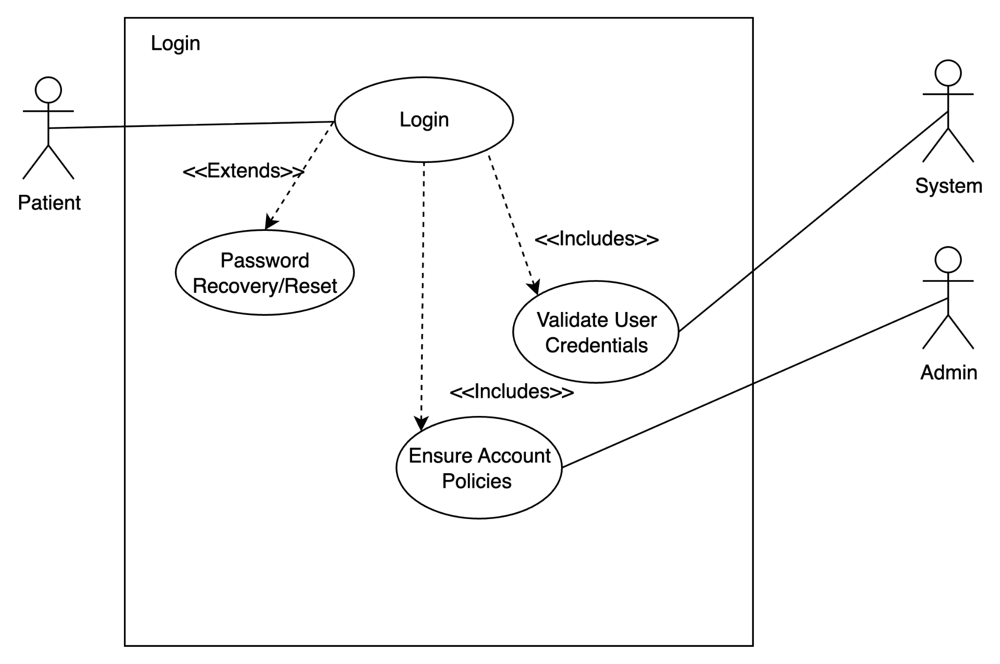 Login
Login
Patient
<<Extends>>
System
<<Includes>>
Password
Recovery/Reset
Validate User
Credentials
Admin
<<Includes>>
Ensure Account
Policies